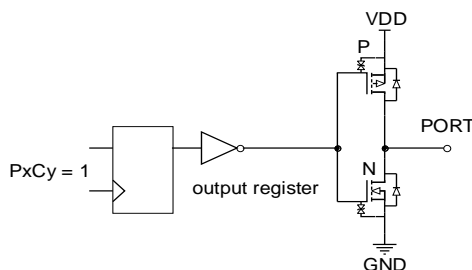 VDD
P
PORT
PxCy = 1
N
output register
GND